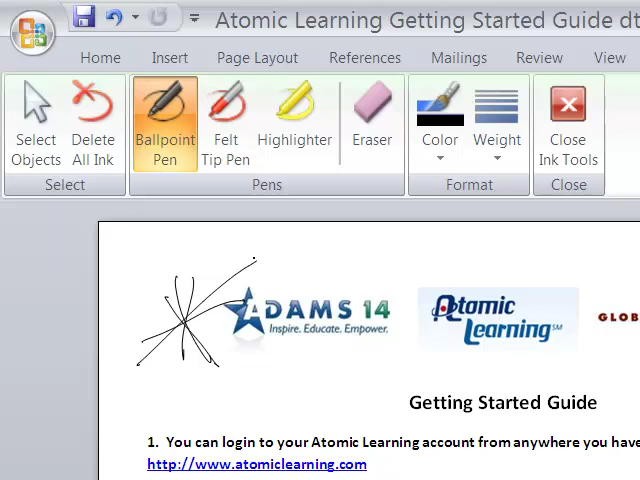 Atomic Learning Getting Started Guide dt
Home Insert Page Layout References Mailings Review View
Select Objects
Delete All Ink
Ballpoint Pen
Felt Tip Pen
Highlighter
Eraser
Color
Weight
Close Ink Tools
Select Pens Format Close
ADAMS 14
Inspire. Educate. Empower.
Atomic
Learning SM
GLOB
Getting Started Guide
1. You can login to your Atomic Learning account from anywhere you have
http://www.atomiclearning.com